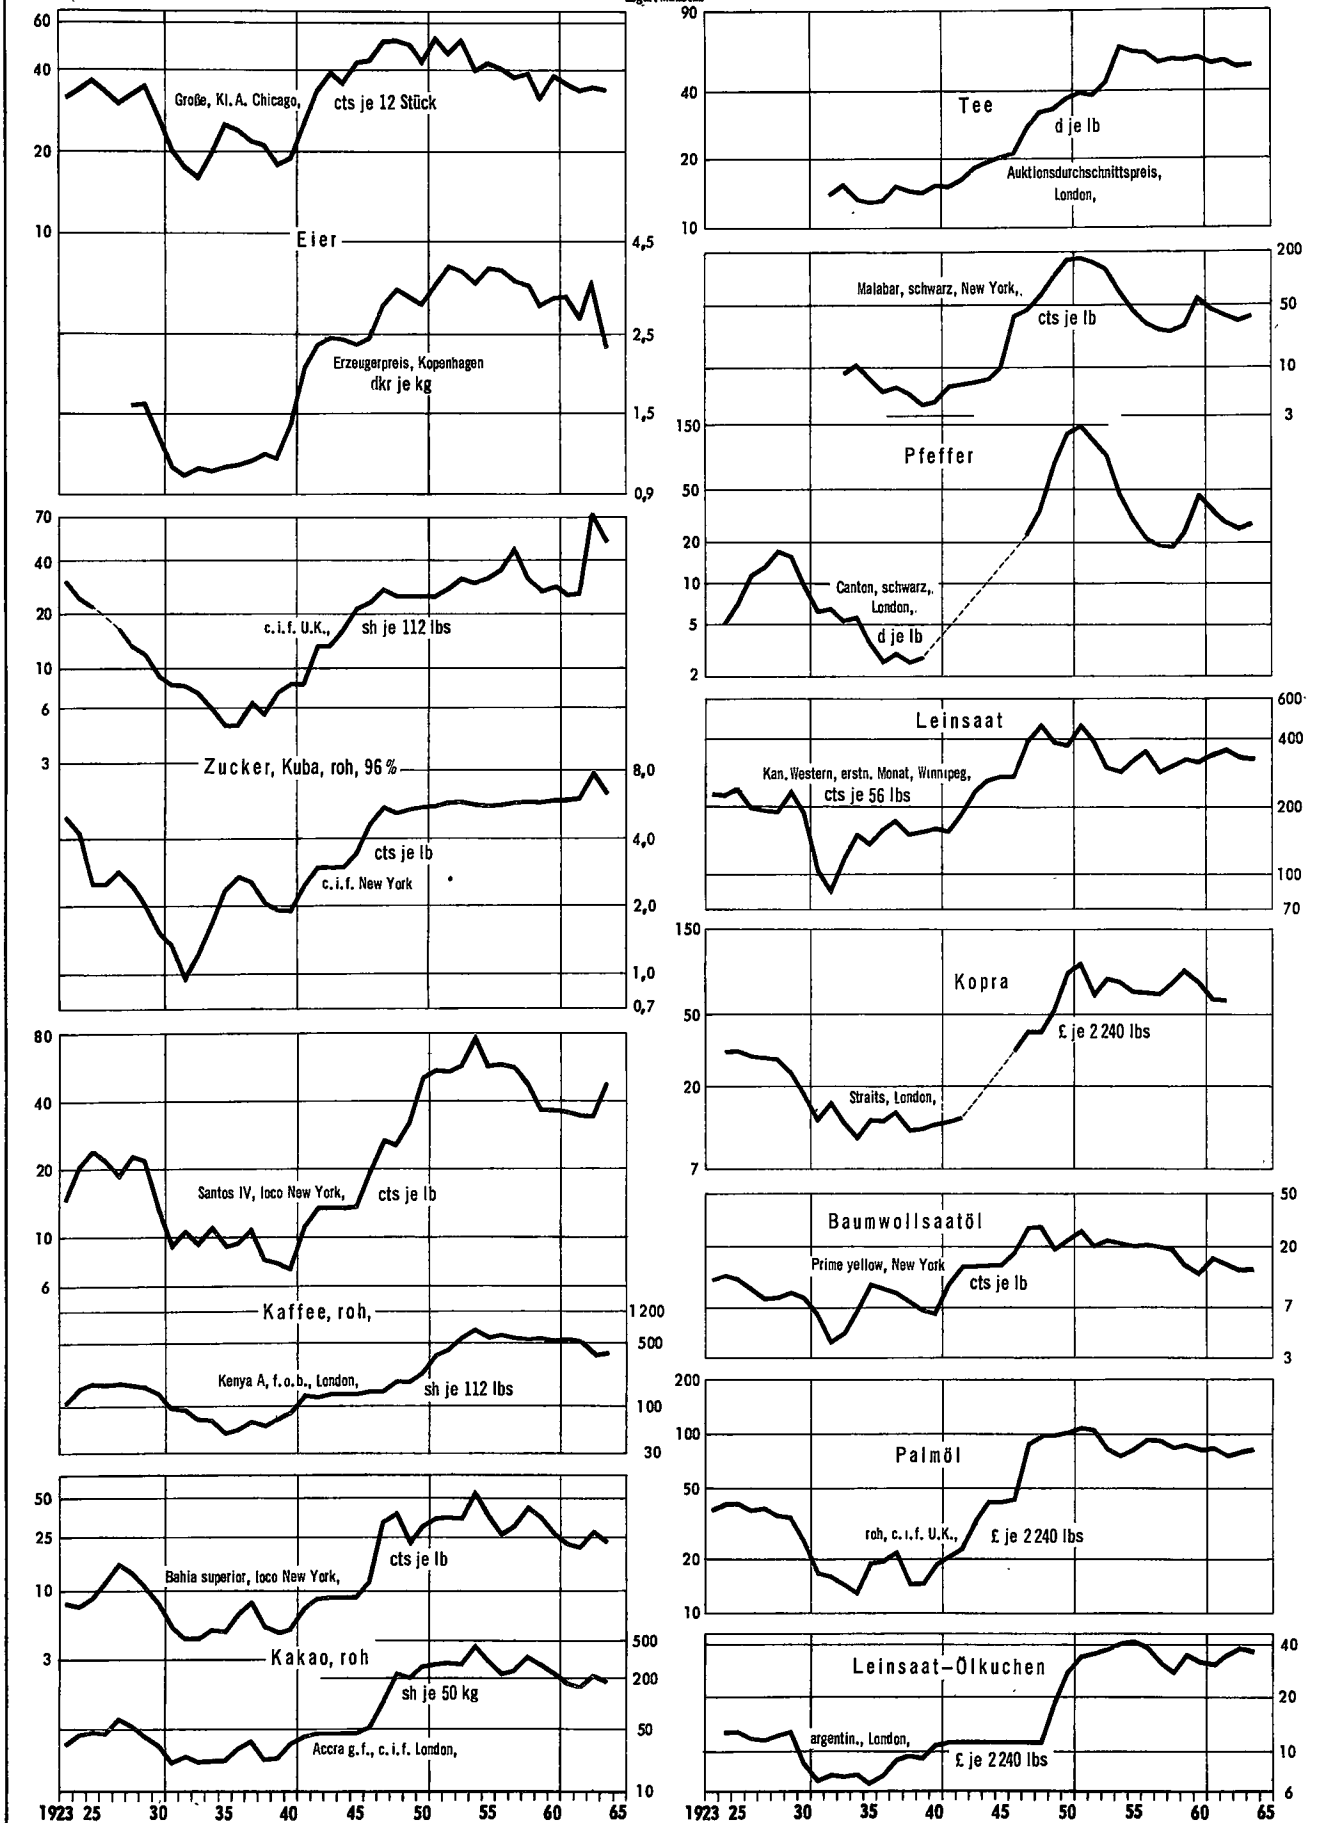 60
40
20
10
Große, Kl. A. Chicago,
cts je 12 Stück
Eier
4,5
2,5
1,5
0,9
Erzeugerpreis, Kopenhagen
dkr je kg
70
40
20
10
6
3
c.i.f. U.K.,
sh je 112 lbs
Zucker, Kuba, roh, 96%
8,0
4,0
2,0
1,0
0,7
cts je lb
c.i.f. New York
80
40
20
10
6
Santos IV, loco New York,
cts je lb
Kaffee, roh,
1200
500
100
30
Kenya A, f.o.b., London,
sh je 112 lbs
50
25
10
3
cts je lb
Bahia superior, loco New York,
Kakao, roh
500
200
50
10
sh je 50 kg
Accra g.f., c.i.f. London,
1923 25 30 35 40 45 50 55 60 65
90
40
20
10
Tee
d je lb
Auktionsdurchschnittspreis,
London,
200
50
10
3
Malabar, schwarz, New York,
cts je lb
Pfeffer
150
50
20
10
5
2
Canton, schwarz,
London,
d je lb
Leinsaat
600
400
200
100
70
Kan. Western, erstn. Monat, Winnipeg,
cts je 56 lbs
150
50
20
7
Kopra
£ je 2240 lbs
Straits, London,
Baumwollsaatöl
50
20
7
3
Prime yellow, New York
cts je lb
200
100
50
20
10
Palmöl
roh, c.i.f. U.K.,
£ je 2240 lbs
Leinsaat-Ölkuchen
40
20
10
6
argentin., London,
£ je 2240 lbs
1923 25 30 35 40 45 50 55 60 65